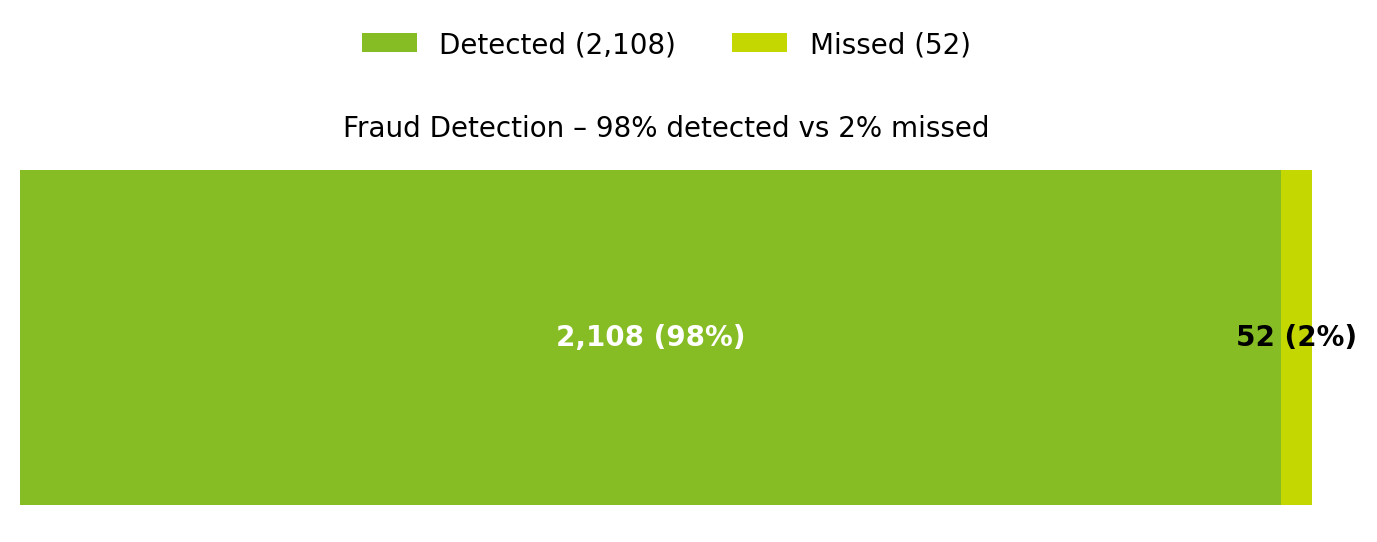 Detected (2,108) Missed (52)
Fraud Detection – 98% detected vs 2% missed
2,108 (98%) 52 (2%)